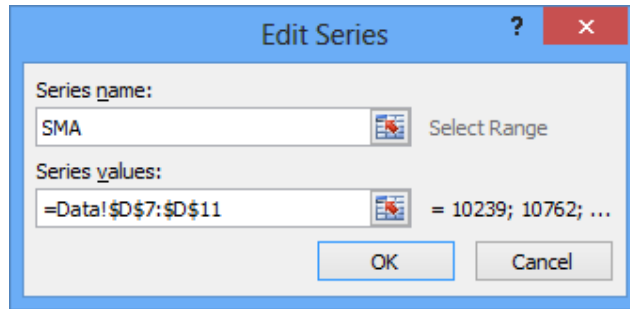 Edit Series
?
×
Series name:
SMA
Select Range
Series values:
=Data!$D$7:$D$11
= 10239; 10762; ...
OK
Cancel